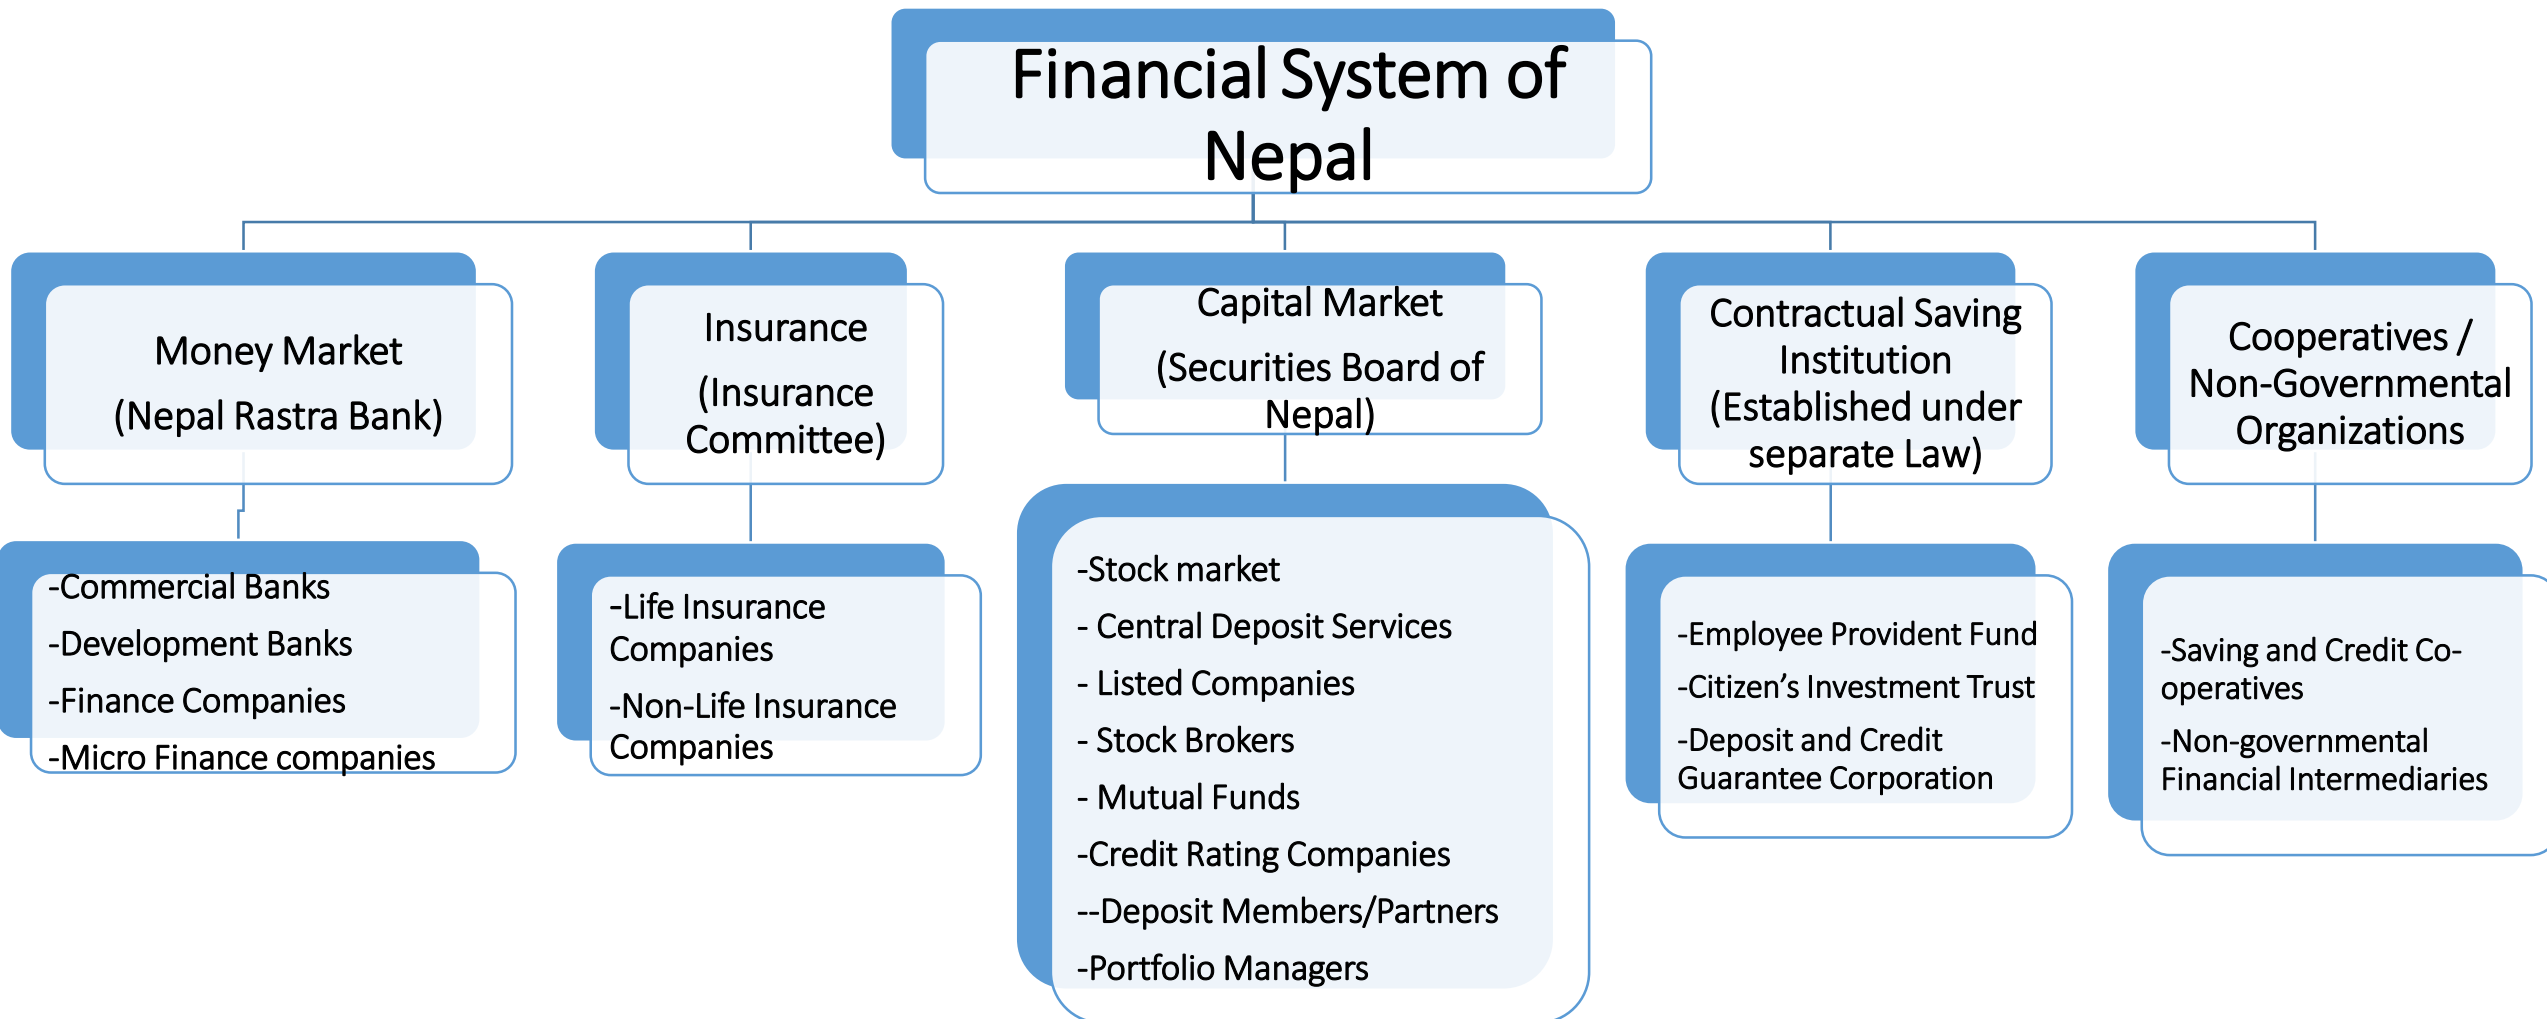 Financial System of
Nepal
Money Market
(Nepal Rastra Bank)
Insurance
(Insurance
Committee)
Capital Market
(Securities Board of
Nepal)
Contractual Saving
Institution
(Established under
separate Law)
Cooperatives /
Non-Governmental
Organizations
-Commercial Banks
-Development Banks
-Finance Companies
-Micro Finance companies
-Life Insurance
Companies
-Non-Life Insurance
Companies
-Stock market
- Central Deposit Services
- Listed Companies
- Stock Brokers
- Mutual Funds
-Credit Rating Companies
--Deposit Members/Partners
-Portfolio Managers
-Employee Provident Fund
-Citizen’s Investment Trust
-Deposit and Credit
Guarantee Corporation
-Saving and Credit Co-
operatives
-Non-governmental
Financial Intermediaries